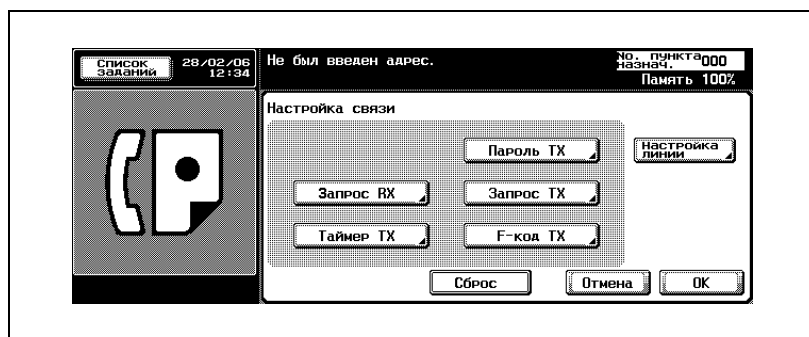 Список
заданий
28/02/06
12:34
Не был введен адрес.
No. пункта
назнач.
000
Память 100%
Настройка связи
Пароль TX
Настройка
линии
Запрос RX
Запрос TX
Таймер TX
F-код TX
Сброс
Отмена
OK